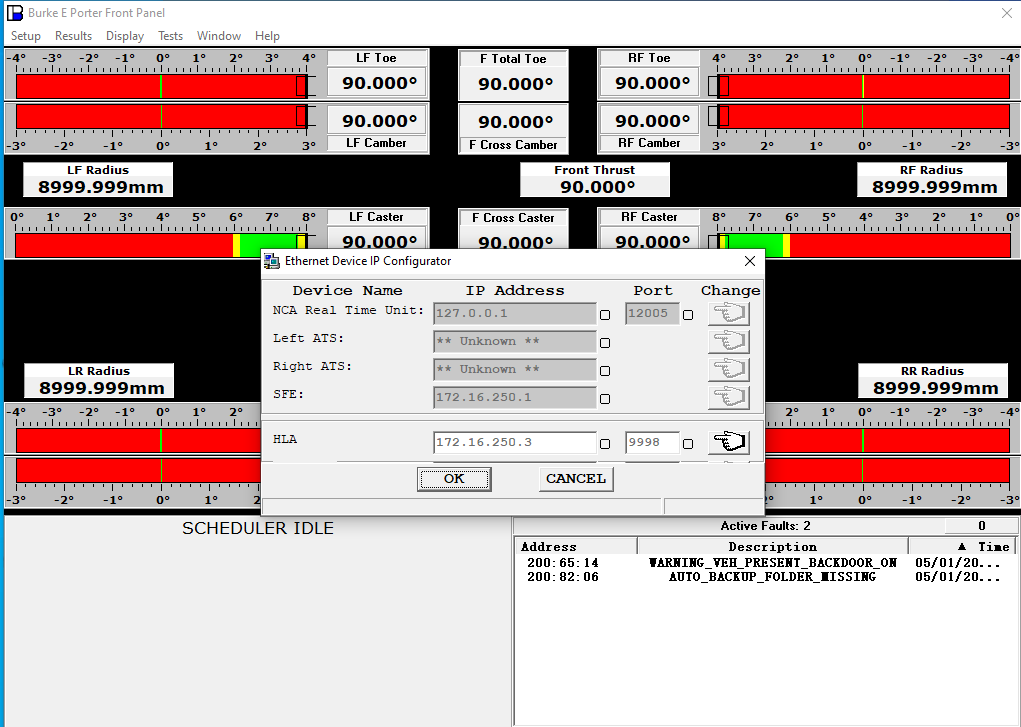 Burke E Porter Front Panel
Setup Results Display Tests Window Help
-4° -3° -2° -1° 0° 1° 2° 3° 4°
LF Toe
90.000°
F Total Toe
90.000°
RF Toe
90.000°
4° 3° 2° 1° 0° -1° -2° -3° -4°
90.000°
LF Camber
90.000°
F Cross Camber
90.000°
RF Camber
-3° -2° -1° 0° 1° 2° 3°
3° 2° 1° 0° -1° -2° -3°
LF Radius
8999.999mm
Front Thrust
90.000°
RF Radius
8999.999mm
0° 1° 2° 3° 4° 5° 6° 7° 8°
LF Caster
90.000°
F Cross Caster
90.000°
RF Caster
90.000°
8° 7° 6° 5° 4° 3° 2° 1° 0°
Ethernet Device IP Configurator
Device Name IP Address Port Change
NCA Real Time Unit: 127.0.0.1 12005
Left ATS: ** Unknown **
Right ATS: ** Unknown **
SFE: 172.16.250.1
HLA 172.16.250.3 9998
OK CANCEL
LR Radius
8999.999mm
RR Radius
8999.999mm
-4° -3° -2° -1° 0° 1° 2°
2° 1° 0° -1° -2° -3° -4°
-3° -2° -1° 0° 1° 2°
2° 1° 0° -1° -2° -3°
SCHEDULER IDLE
Active Faults: 2 0
Address Description ▲ Time
200:65:14 WARNING_VEH_PRESENT_BACKDOOR_ON 05/01/20...
200:82:06 AUTO_BACKUP_FOLDER_MISSING 05/01/20...